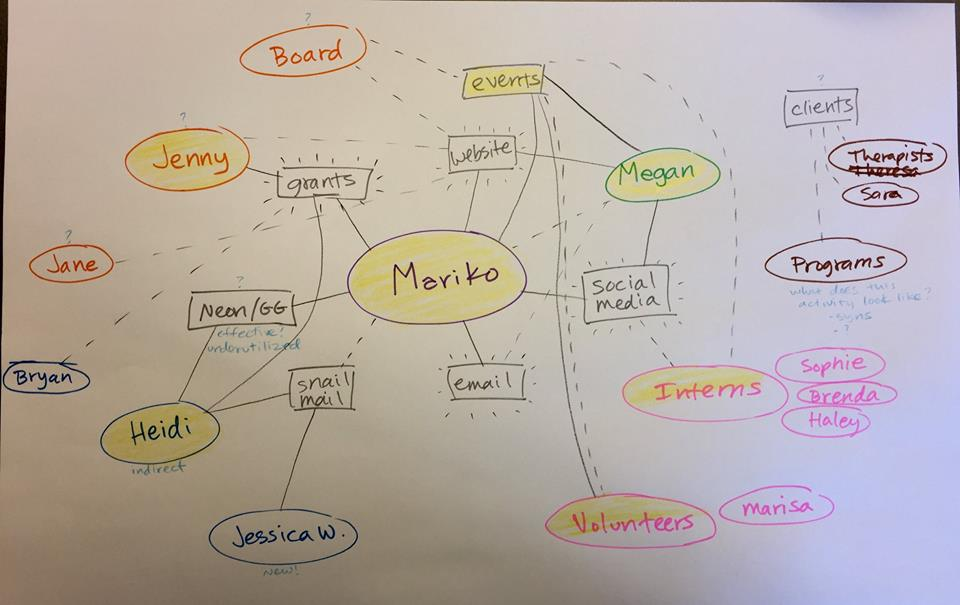 ?
Board
events
?
clients
?
Jenny
website
Therapists
Theresa
Sara
grants
Megan
?
Jane
Mariko
Programs
what does this
activity look like?
-signs
- ?
?
Neon/GG
effective?
underutilized
social
media
Bryan
snail
mail
email
Interns
Sophie
Brenda
Haley
Heidi
indirect
Jessica W.
new!
Volunteers
marisa